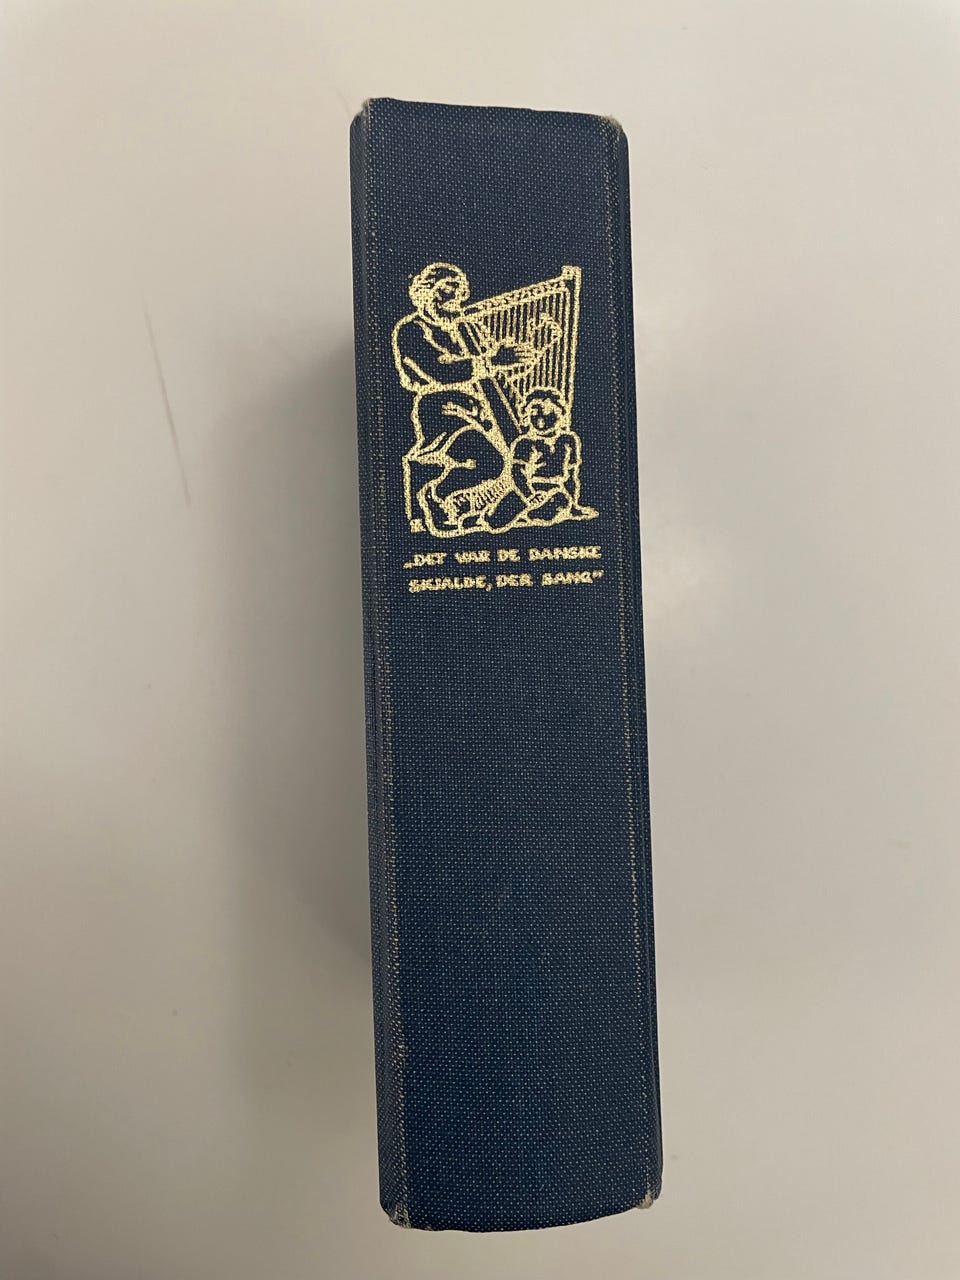 „DET VAR DE DANSKE
SKJALDE, DER SANG”